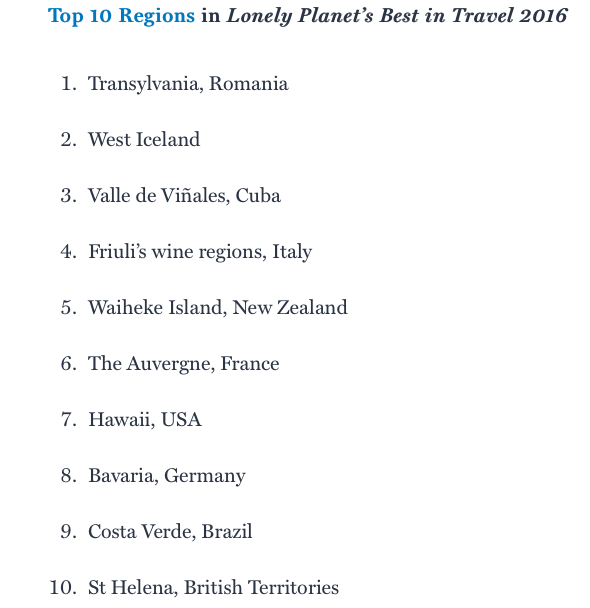 Top 10 Regions in Lonely Planet’s Best in Travel 2016
1. Transylvania, Romania
2. West Iceland
3. Valle de Viñales, Cuba
4. Friuli’s wine regions, Italy
5. Waiheke Island, New Zealand
6. The Auvergne, France
7. Hawaii, USA
8. Bavaria, Germany
9. Costa Verde, Brazil
10. St Helena, British Territories